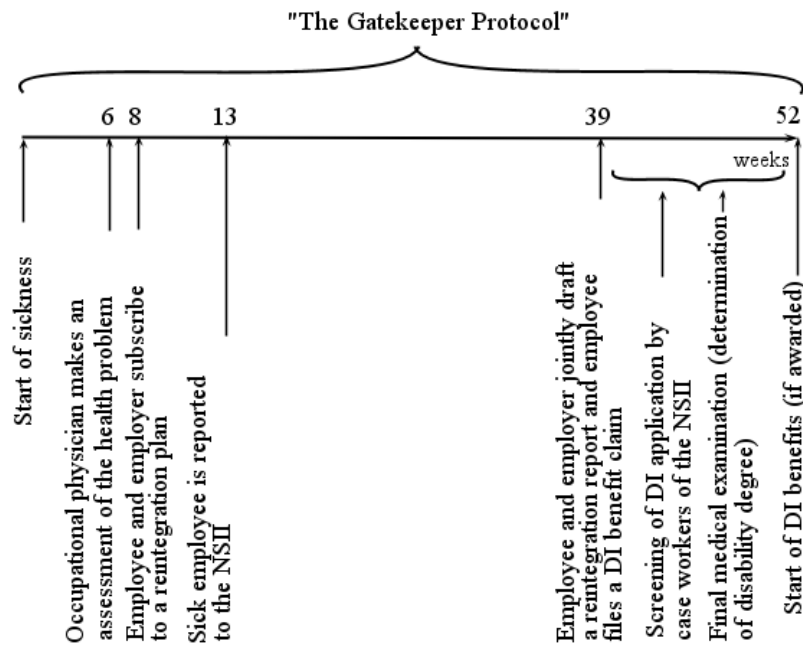 "The Gatekeeper Protocol"
6
8
13
39
52
weeks
Start of sickness
Occupational physician makes an
assessment of the health problem
Employee and employer subscribe
to a reintegration plan
Sick employee is reported
to the NSII
Employee and employer jointly draft
a reintegration report and employee
files a DI benefit claim
Screening of DI application by
case workers of the NSII
Final medical examination (determination
of disability degree)
Start of DI benefits (if awarded)